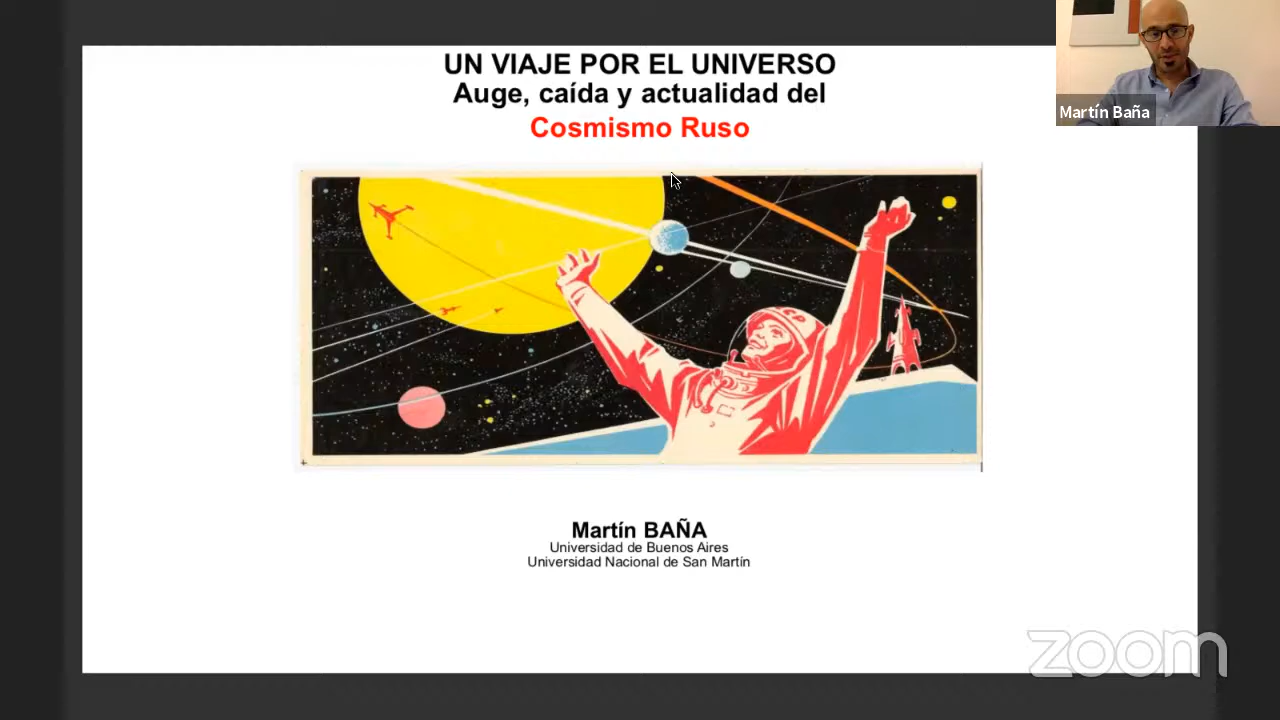 UN VIAJE POR EL UNIVERSO
Auge, caída y actualidad del
Cosmismo Ruso
Martín Baña
Martín BAÑA
Universidad de Buenos Aires
Universidad Nacional de San Martín
zoom